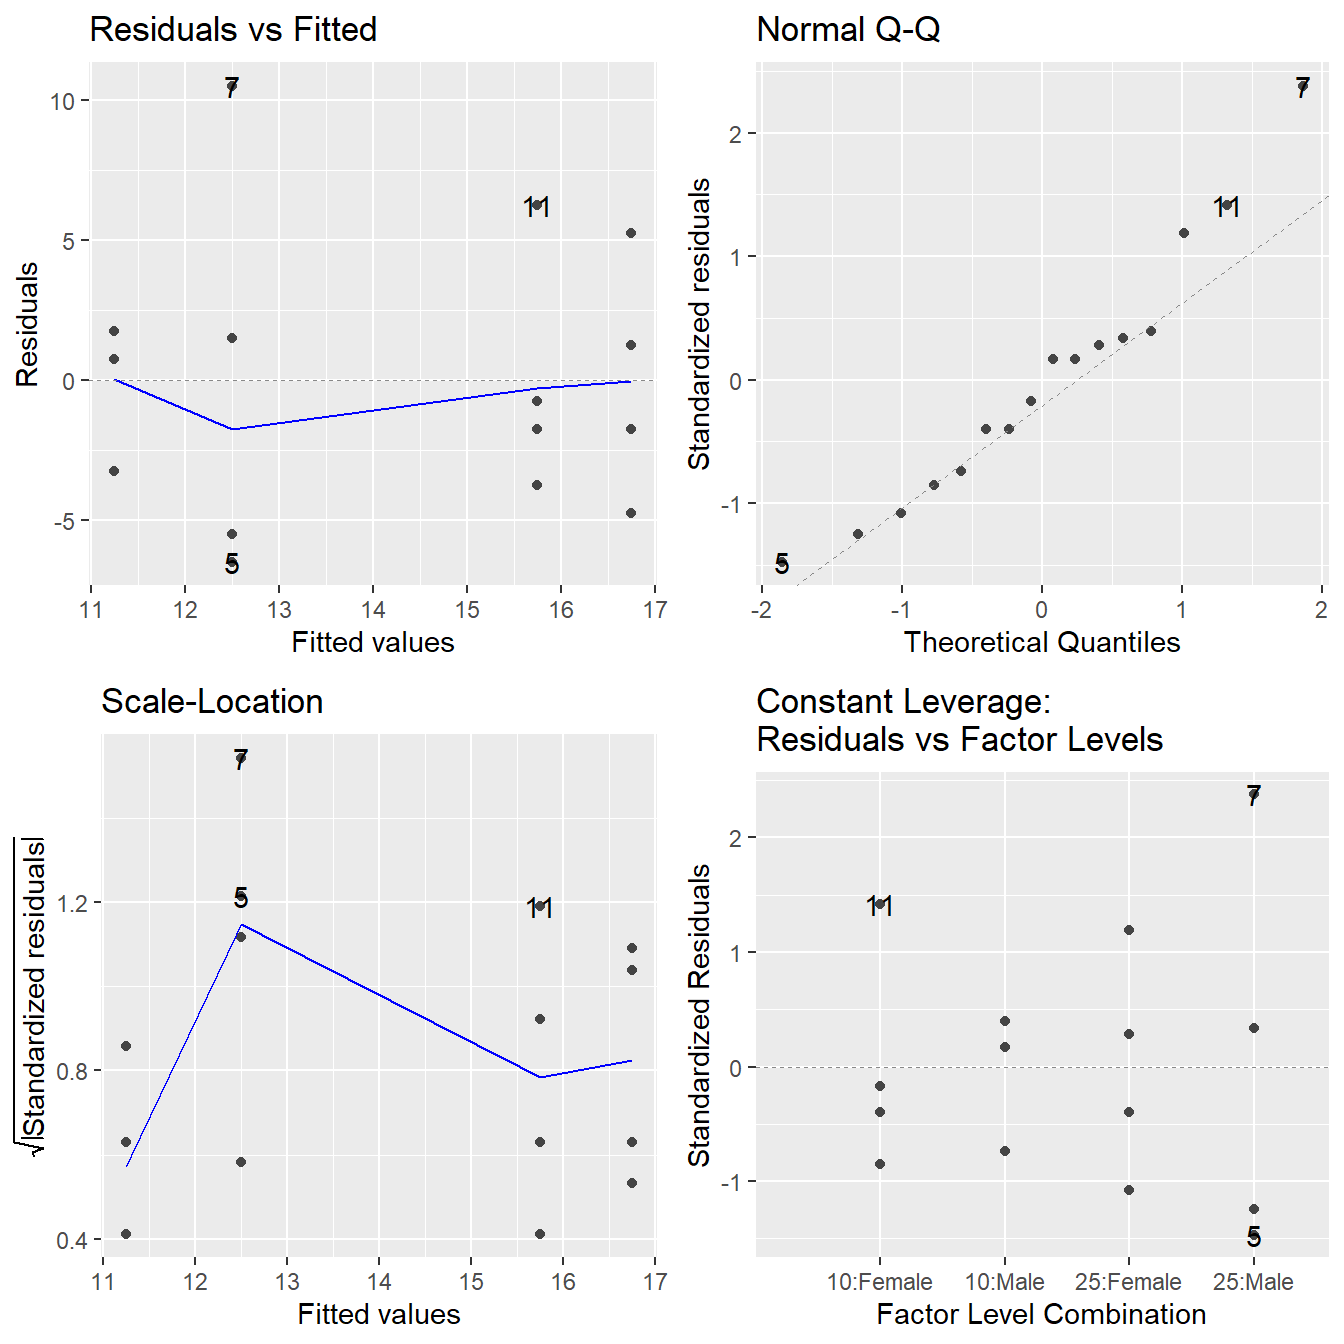 Residuals vs Fitted
Residuals
10
5
0
-5
7
11
5
11 12 13 14 15 16 17
Fitted values
Normal Q-Q
Standardized residuals
2
1
0
-1
7
11
5
-2 -1 0 1 2
Theoretical Quantiles
Scale-Location
√|Standardized residuals|
1.2
0.8
0.4
7
5
11
11 12 13 14 15 16 17
Fitted values
Constant Leverage:
Residuals vs Factor Levels
Standardized Residuals
2
1
0
-1
7
11
5
10:Female 10:Male 25:Female 25:Male
Factor Level Combination